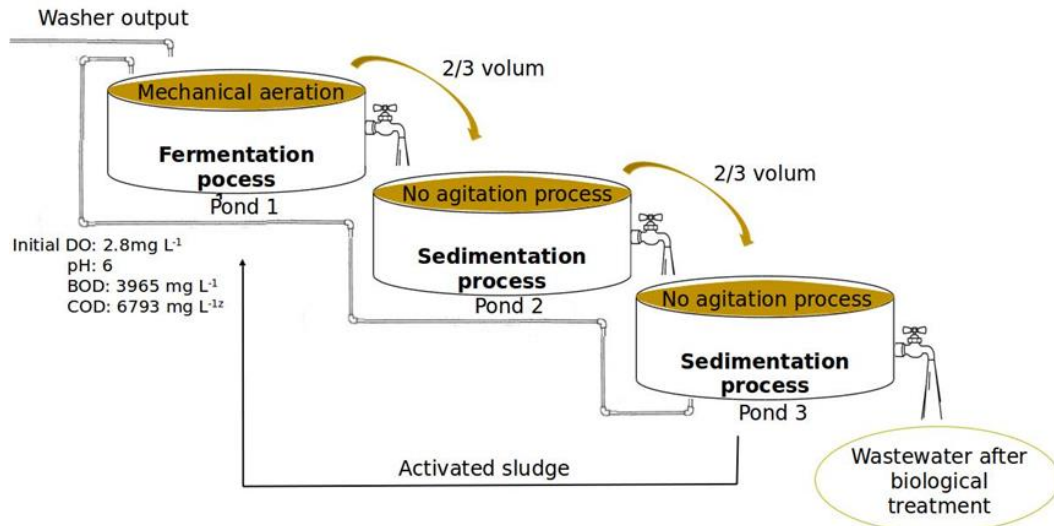 Washer output
2/3 volum
Mechanical aeration
Fermentation
pocess
Pond 1
2/3 volum
No agitation process
Sedimentation
process
Pond 2
Initial DO: 2.8mg L⁻¹
pH: 6
BOD: 3965 mg L⁻¹
COD: 6793 mg L⁻¹ᶻ
No agitation process
Sedimentation
process
Pond 3
Activated sludge
Wastewater after
biological
treatment